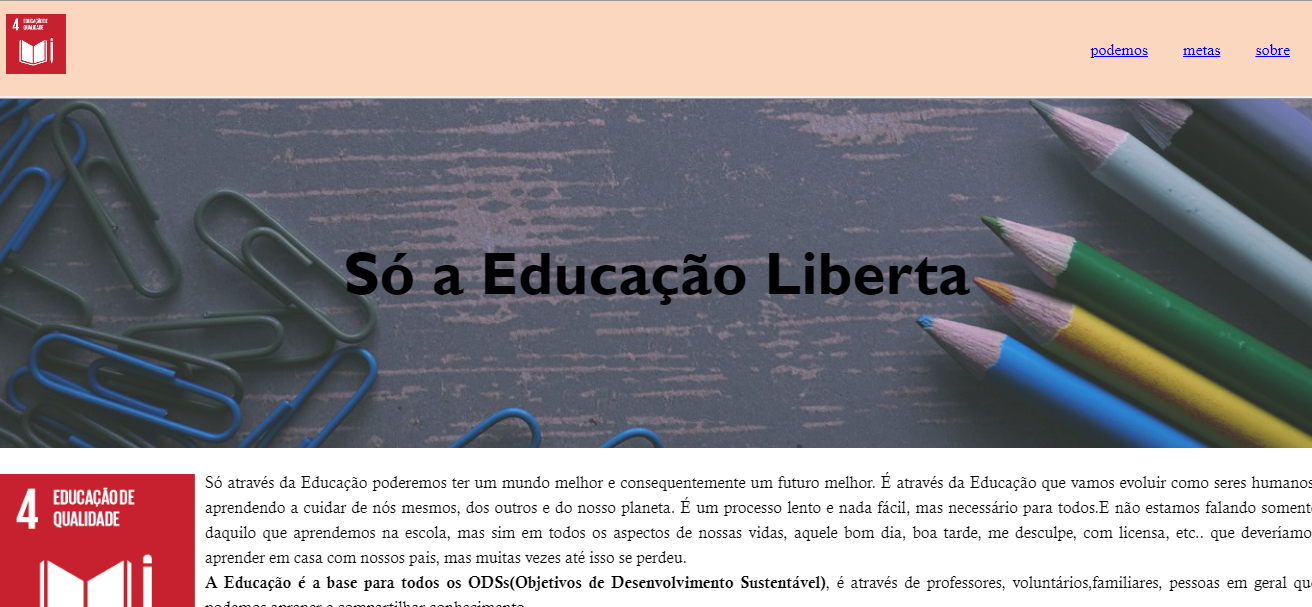 4 EDUCAÇÃO DE
QUALIDADE
podemos metas sobre
Só a Educação Liberta
4 EDUCAÇÃO DE
QUALIDADE
Só através da Educação poderemos ter um mundo melhor e consequentemente um futuro melhor. É através da Educação que vamos evoluir como seres humanos
aprendendo a cuidar de nós mesmos, dos outros e do nosso planeta. É um processo lento e nada fácil, mas necessário para todos.E não estamos falando soment
daquilo que aprendemos na escola, mas sim em todos os aspectos de nossas vidas, aquele bom dia, boa tarde, me desculpe, com licensa, etc.. que deveríamo
aprender em casa com nossos pais, mas muitas vezes até isso se perdeu.
A Educação é a base para todos os ODSs(Objetivos de Desenvolvimento Sustentável), é através de professores, voluntários,familiares, pessoas em geral qu
podemos aprener e compartilhar conhecimento